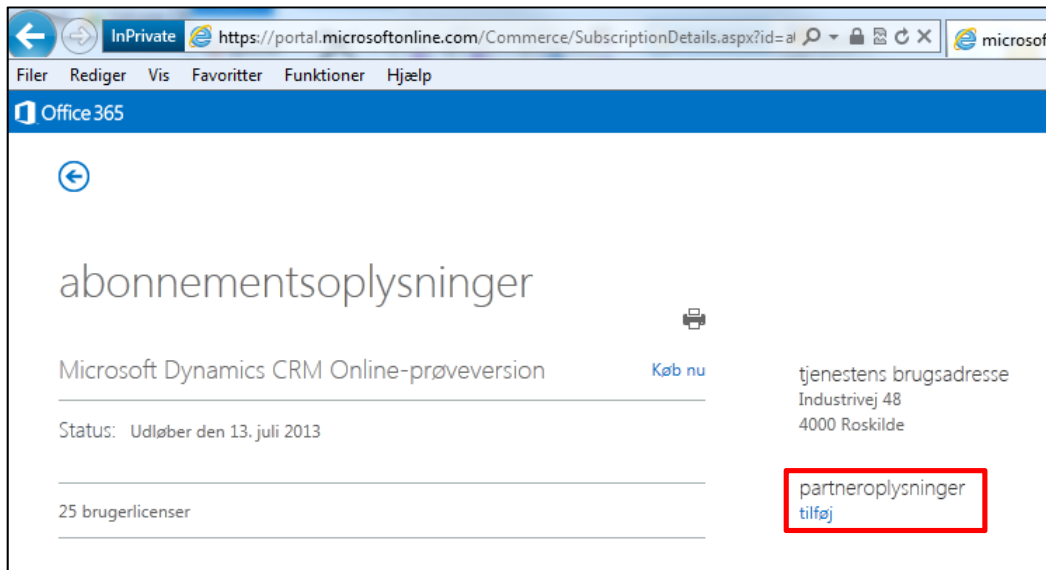 InPrivate https://portal.microsoftonline.com/Commerce/SubscriptionDetails.aspx?id=a
Filer Rediger Vis Favoritter Funktioner Hjælp
Office 365
abonnementsoplysninger
Microsoft Dynamics CRM Online-prøveversion Køb nu
tjenestens brugsadresse
Industrivej 48
4000 Roskilde
Status: Udløber den 13. juli 2013
partneroplysninger
tilføj
25 brugerlicenser